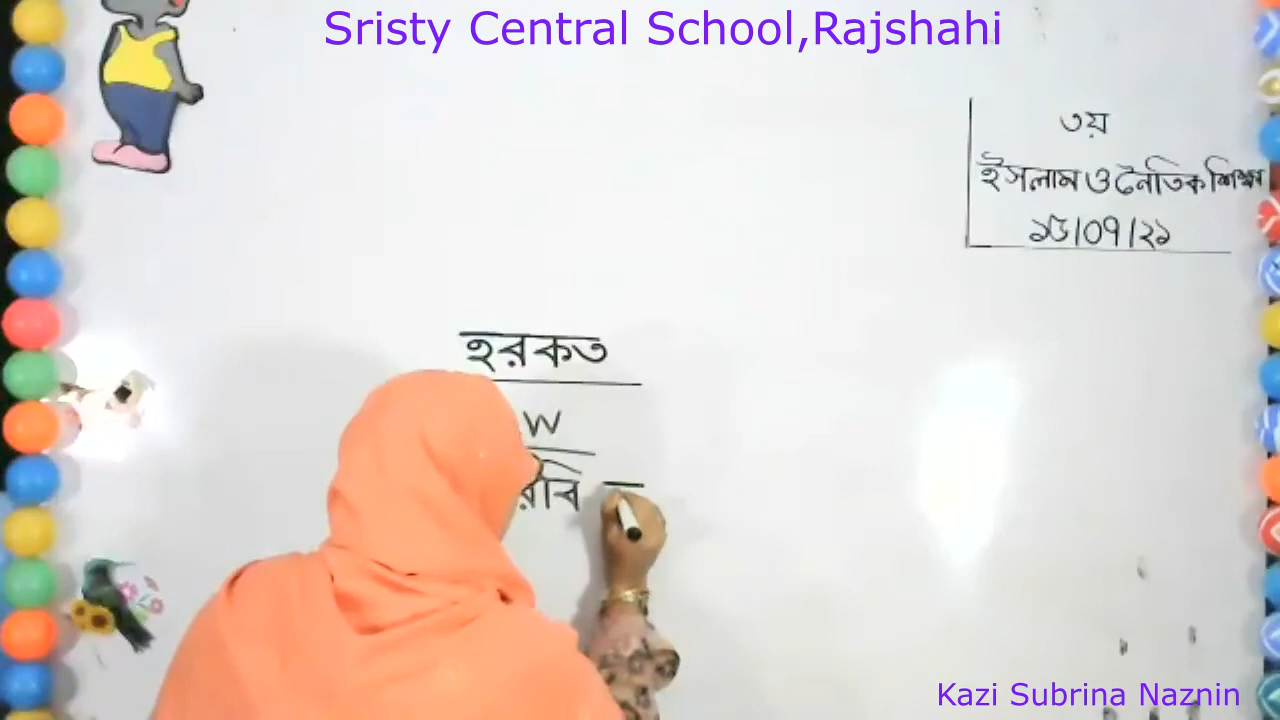 Sristy Central School,Rajshahi
৩য়
ইসলাম ও নৈতিক শিক্ষা
১৫/০৭/২১
হরকত
Kazi Subrina Naznin